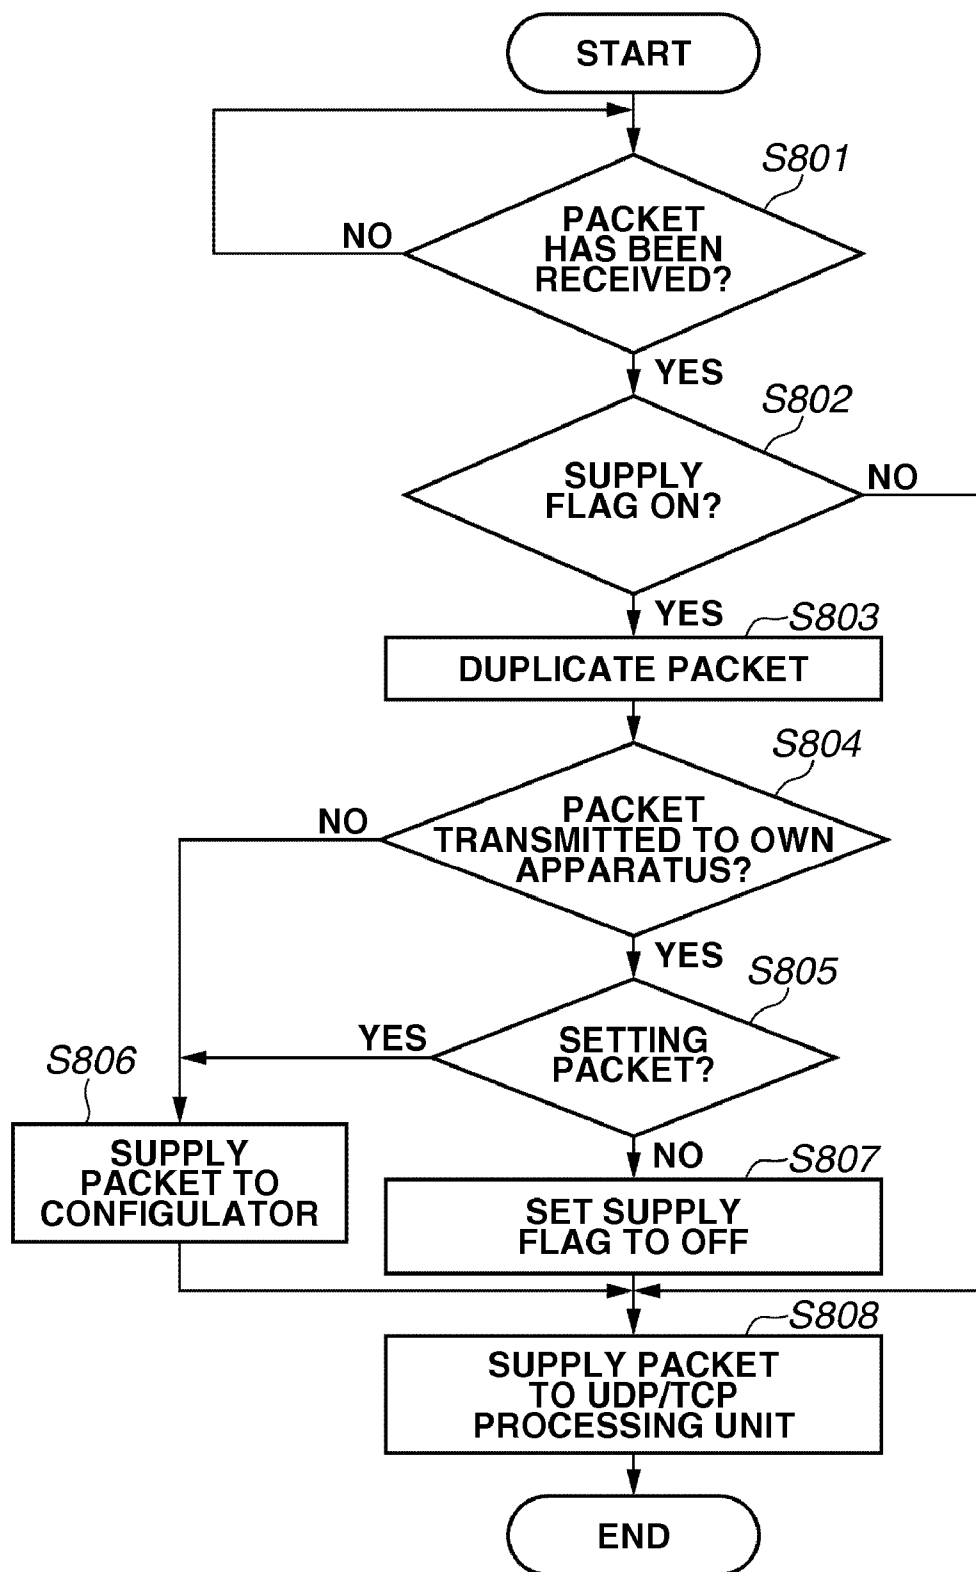 START
S801
PACKET
HAS BEEN
RECEIVED?
NO
YES
S802
SUPPLY
FLAG ON?
NO
YES
S803
DUPLICATE PACKET
S804
PACKET
TRANSMITTED TO OWN
APPARATUS?
NO
YES
S805
SETTING
PACKET?
YES
NO
S806
SUPPLY
PACKET TO
CONFIGULATOR
S807
SET SUPPLY
FLAG TO OFF
S808
SUPPLY PACKET
TO UDP/TCP
PROCESSING UNIT
END